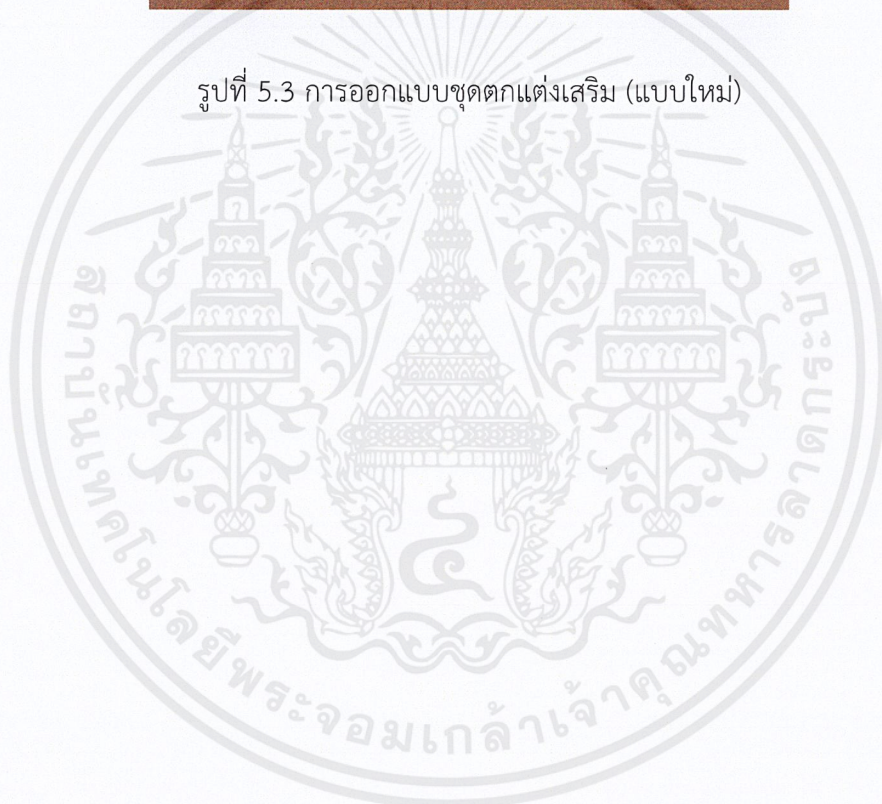 รูปที่ 5.3 การออกแบบชุดตกแต่งเสริม (แบบใหม่)
๔
สถาบันเทคโนโลยีพระจอมเกล้าเจ้าคุณทหารลาดกระบัง